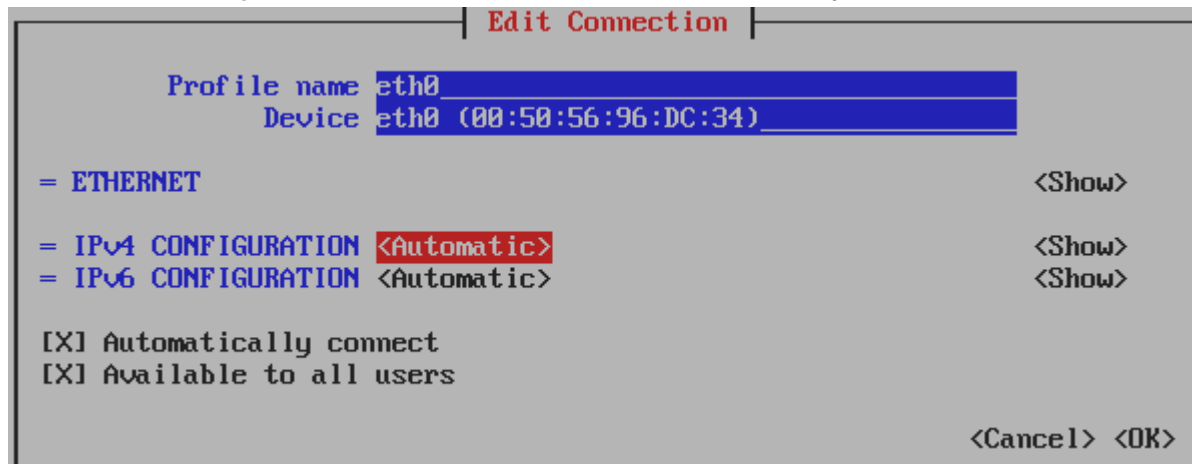 Edit Connection
Profile name eth0
Device eth0 (00:50:56:96:DC:34)
= ETHERNET <Show>
= IPv4 CONFIGURATION <Automatic> <Show>
= IPv6 CONFIGURATION <Automatic> <Show>
[X] Automatically connect
[X] Available to all users
<Cancel> <OK>